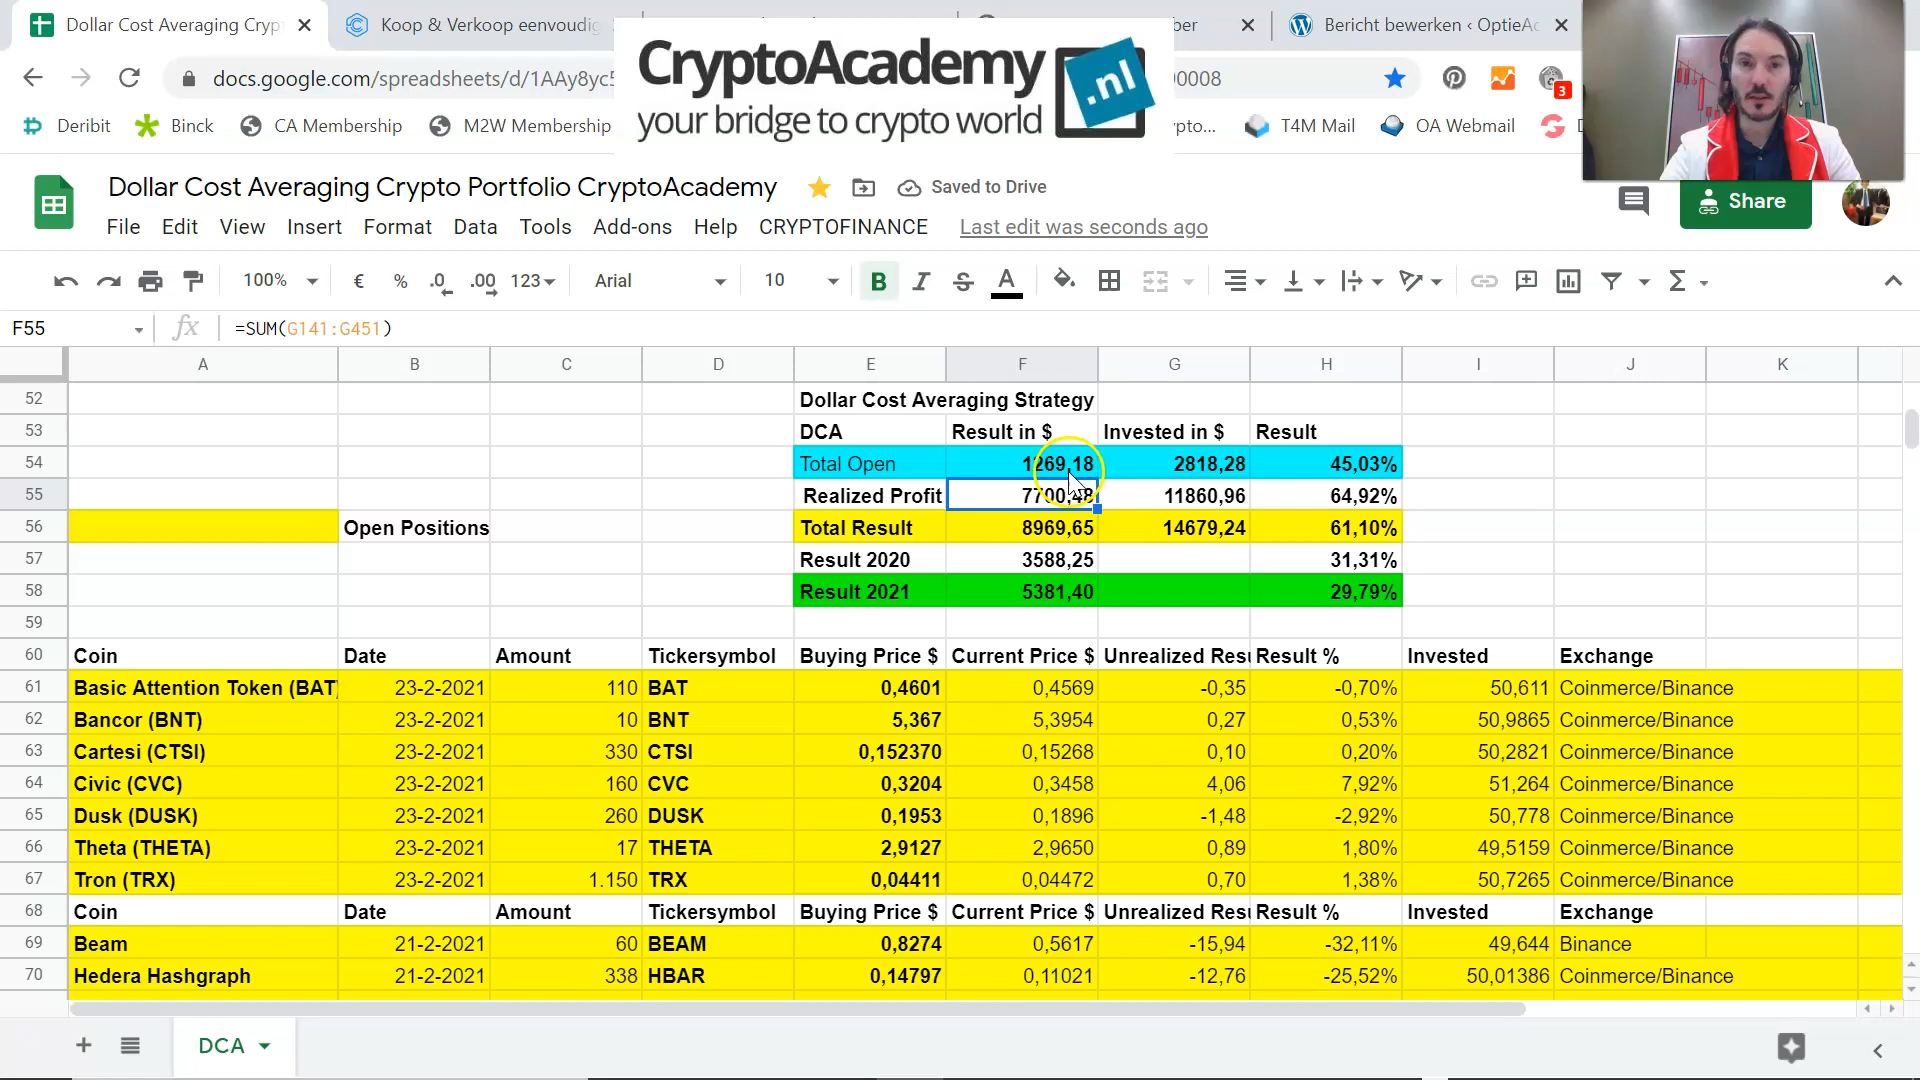 Dollar Cost Averaging Cryp
Koop & Verkoop eenvoudig
ber
Bericht bewerken ‹ OptieAc
docs.google.com/spreadsheets/d/1AAy8yc5
0008
3
CryptoAcademy
.nl
your bridge to crypto world
Deribit
Binck
CA Membership
M2W Membership
pto...
T4M Mail
OA Webmail
Dollar Cost Averaging Crypto Portfolio CryptoAcademy
Saved to Drive
Share
File Edit View Insert Format Data Tools Add-ons Help CRYPTOFINANCE Last edit was seconds ago
100% € % .0 .00 123 Arial 10 B I S A
F55 fx =SUM(G141:G451)
A B C D E F G H I J K
52 Dollar Cost Averaging Strategy
53 DCA Result in $ Invested in $ Result
54 Total Open 1269,18 2818,28 45,03%
55 Realized Profit 7700,48 11860,96 64,92%
56 Open Positions Total Result 8969,65 14679,24 61,10%
57 Result 2020 3588,25 31,31%
58 Result 2021 5381,40 29,79%
59
60 Coin Date Amount Tickersymbol Buying Price $ Current Price $ Unrealized Resu Result % Invested Exchange
61 Basic Attention Token (BAT) 23-2-2021 110 BAT 0,4601 0,4569 -0,35 -0,70% 50,611 Coinmerce/Binance
62 Bancor (BNT) 23-2-2021 10 BNT 5,367 5,3954 0,27 0,53% 50,9865 Coinmerce/Binance
63 Cartesi (CTSI) 23-2-2021 330 CTSI 0,152370 0,15268 0,10 0,20% 50,2821 Coinmerce/Binance
64 Civic (CVC) 23-2-2021 160 CVC 0,3204 0,3458 4,06 7,92% 51,264 Coinmerce/Binance
65 Dusk (DUSK) 23-2-2021 260 DUSK 0,1953 0,1896 -1,48 -2,92% 50,778 Coinmerce/Binance
66 Theta (THETA) 23-2-2021 17 THETA 2,9127 2,9650 0,89 1,80% 49,5159 Coinmerce/Binance
67 Tron (TRX) 23-2-2021 1.150 TRX 0,04411 0,04472 0,70 1,38% 50,7265 Coinmerce/Binance
68 Coin Date Amount Tickersymbol Buying Price $ Current Price $ Unrealized Resu Result % Invested Exchange
69 Beam 21-2-2021 60 BEAM 0,8274 0,5617 -15,94 -32,11% 49,644 Binance
70 Hedera Hashgraph 21-2-2021 338 HBAR 0,14797 0,11021 -12,76 -25,52% 50,01386 Coinmerce/Binance
DCA